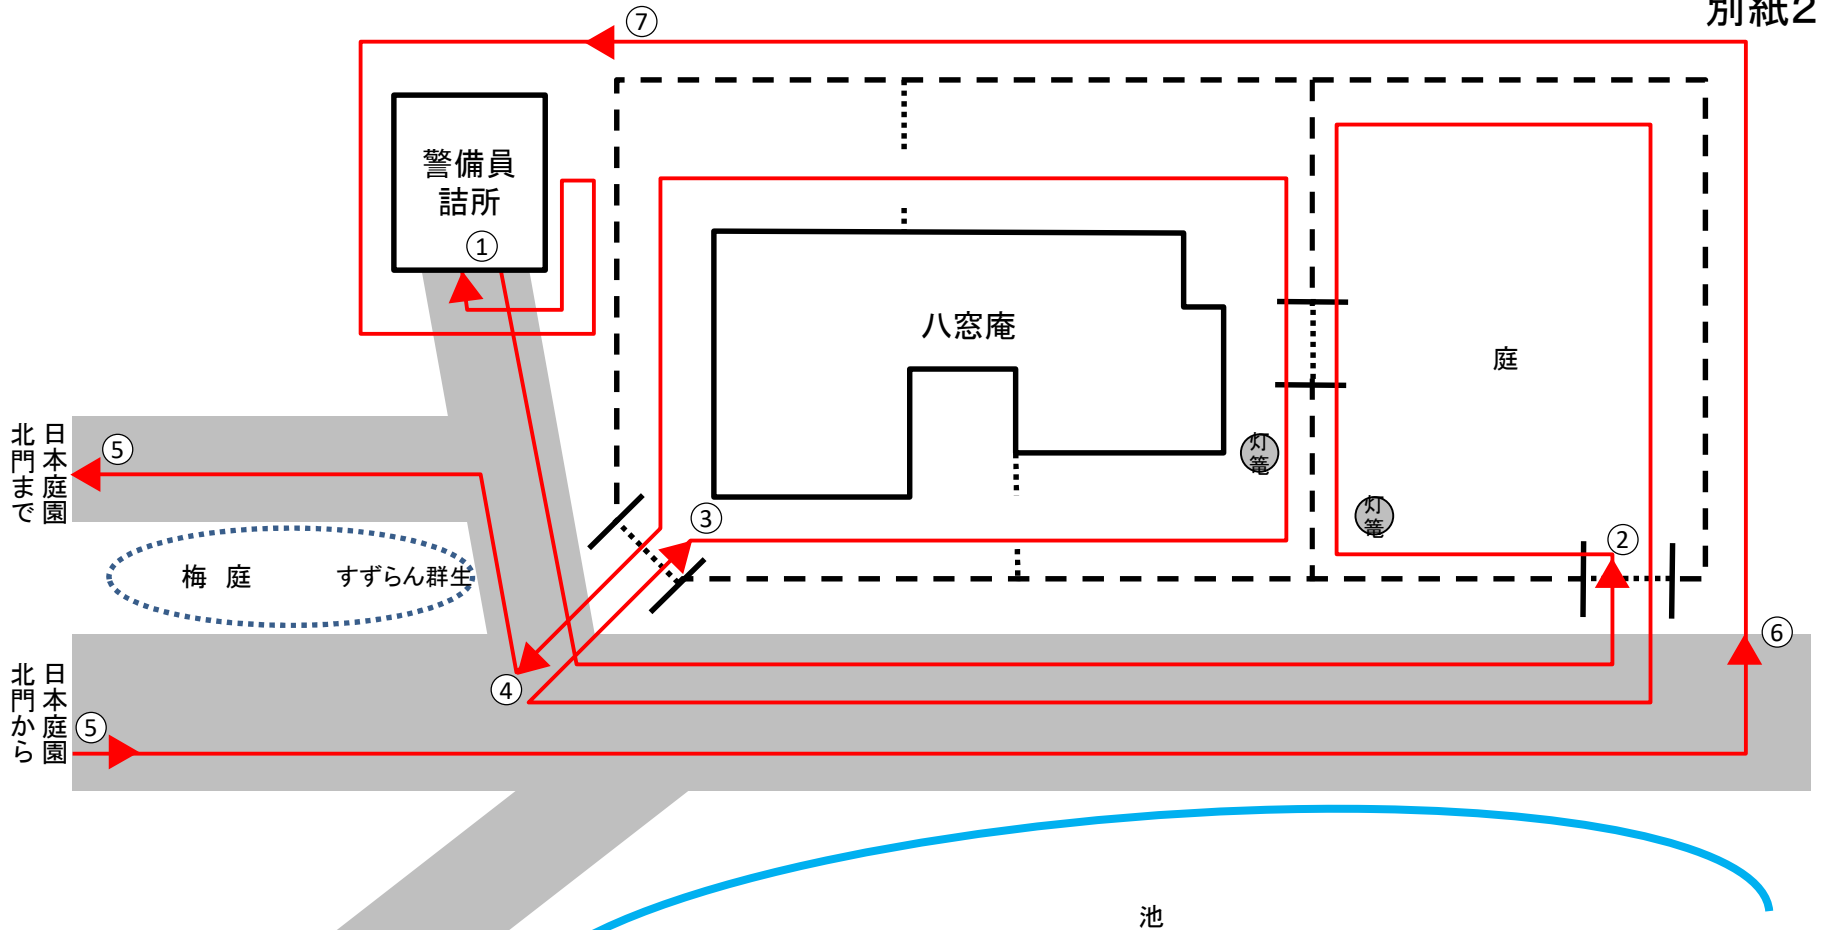 別紙2
⑦
警備員
詰所
①
八窓庵
庭
灯
篭
灯
篭
②
③
日本庭園
北門まで
⑤
梅 庭
すずらん群生
④
⑥
日本庭園
北門から
⑤
池